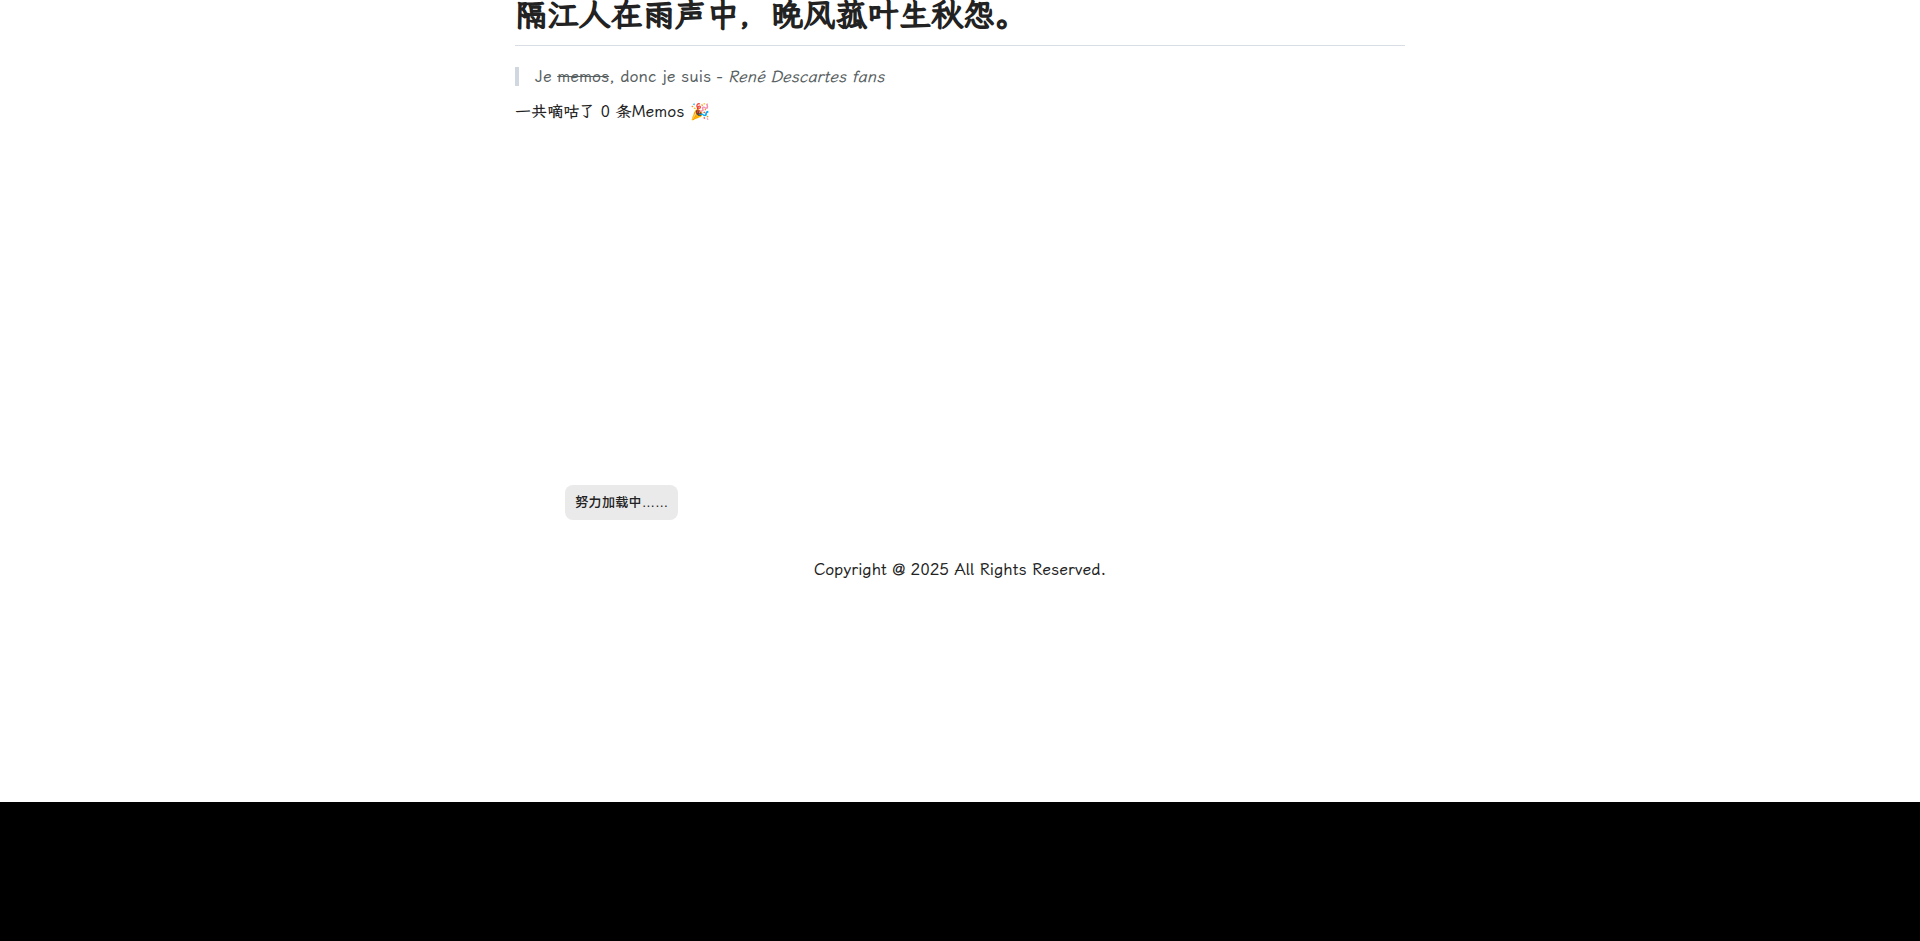 隔江人在雨声中，晚风菰叶生秋怨。
Je memos, donc je suis - René Descartes fans
一共嘀咕了 0 条Memos 🎉
努力加载中……
Copyright @ 2025 All Rights Reserved.